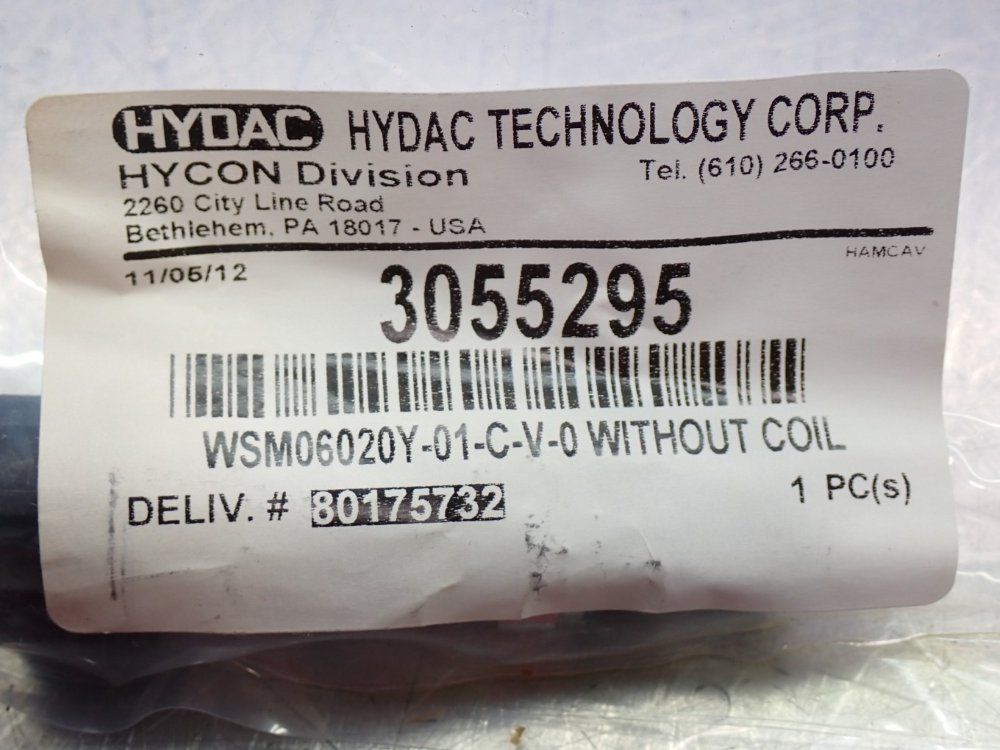 HYDAC HYDAC TECHNOLOGY CORP.
HYCON Division Tel. (610) 266-0100
2260 City Line Road
Bethlehem, PA 18017 - USA
HAMCAV
11/05/12 3055295
WSM06020Y-01-C-V-0 WITHOUT COIL
DELIV. # 80175732 1 PC(s)